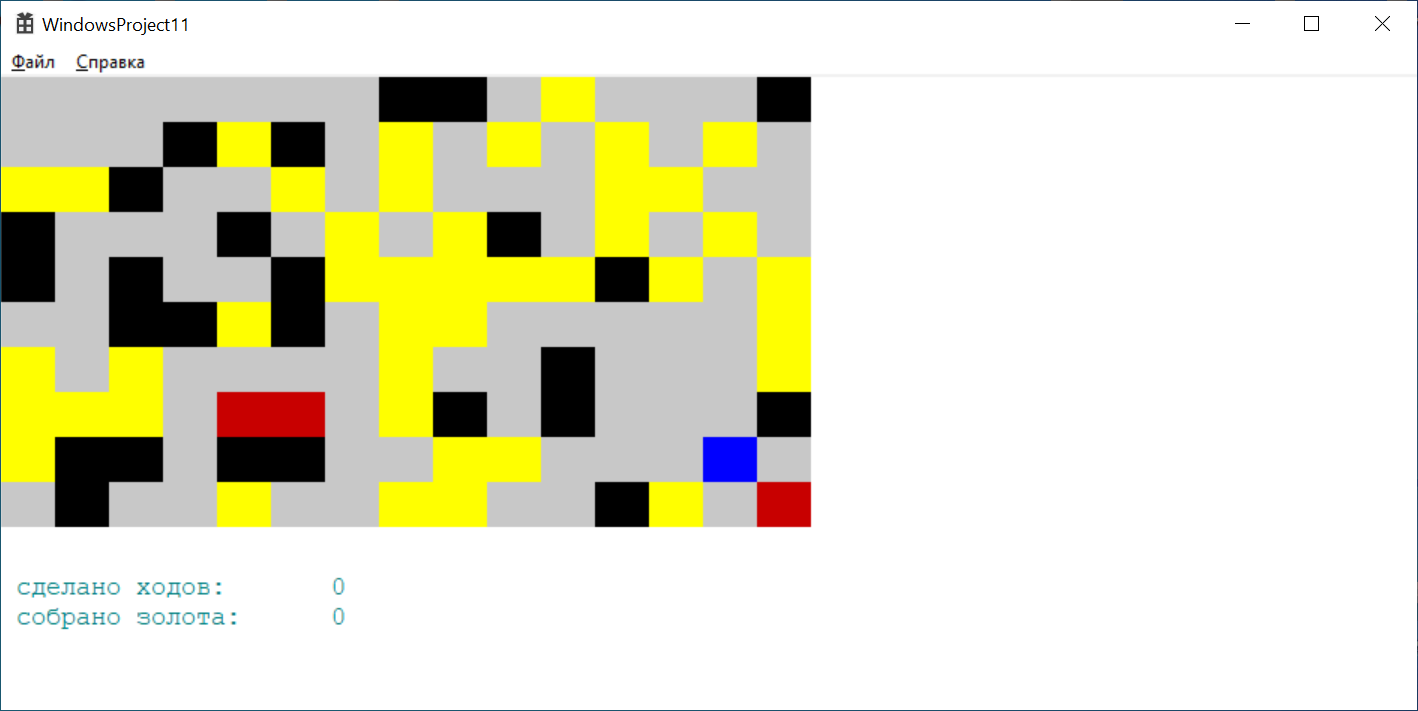 WindowsProject11
Файл Справка
сделано ходов: 0
собрано золота: 0